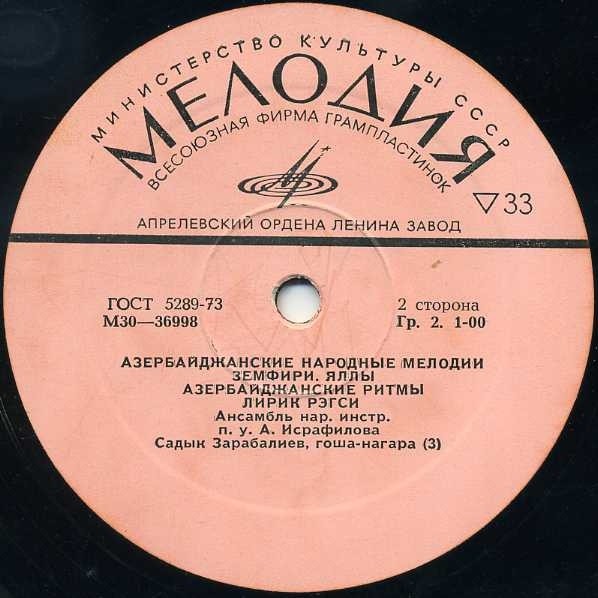 МИНИСТЕРСТВО КУЛЬТУРЫ СССР
МЕЛОДИЯ
ВСЕСОЮЗНАЯ ФИРМА ГРАМПЛАСТИНОК
33
АПРЕЛЕВСКИЙ ОРДЕНА ЛЕНИНА ЗАВОД
ГОСТ 5289-73
М30—36998
2 сторона
Гр. 2. 1-00
АЗЕРБАЙДЖАНСКИЕ НАРОДНЫЕ МЕЛОДИИ
ЗЕМФИРИ. ЯЛЛЫ
АЗЕРБАЙДЖАНСКИЕ РИТМЫ
ЛИРИК РЭГСИ
Ансамбль нар. инстр.
п. у. А. Исрафилова
Садык Зарабалиев, гоша-нагара (3)